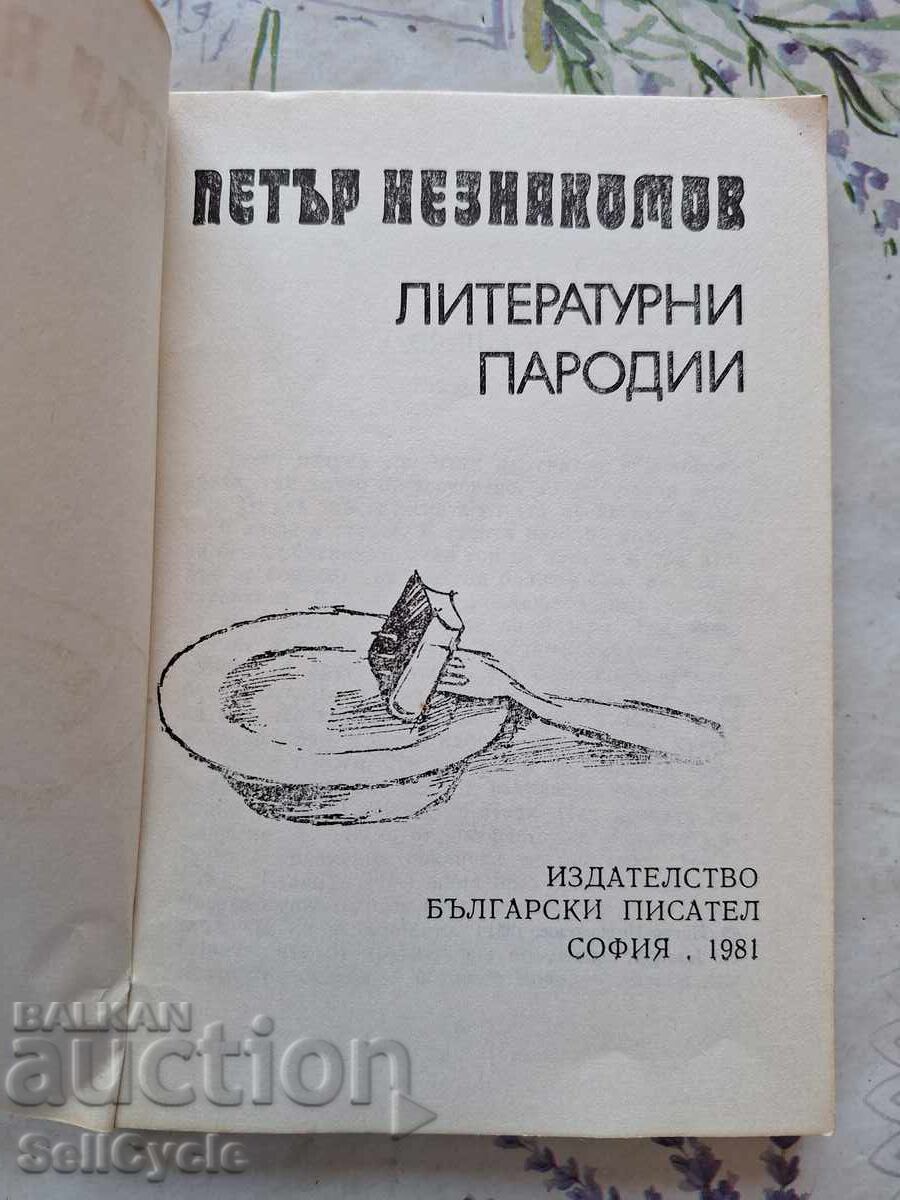 ПЕТЪР НЕЗНАКОМОВ
ЛИТЕРАТУРНИ
ПАРОДИИ
ИЗДАТЕЛСТВО
БЪЛГАРСКИ ПИСАТЕЛ
СОФИЯ . 1981
BALKAN
auction
SellCycle